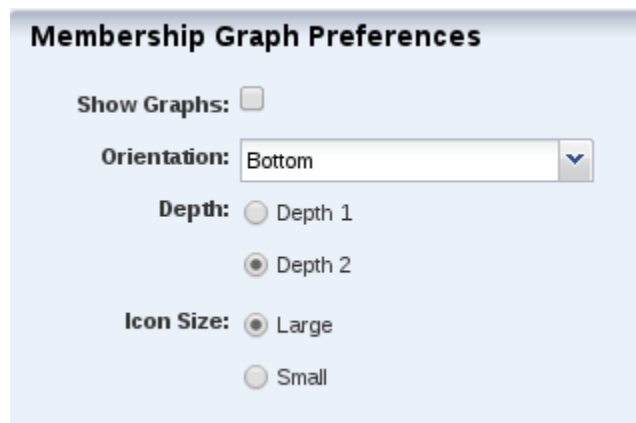 Membership Graph Preferences
Show Graphs:
Orientation: Bottom
Depth: Depth 1
Depth 2
Icon Size: Large
Small